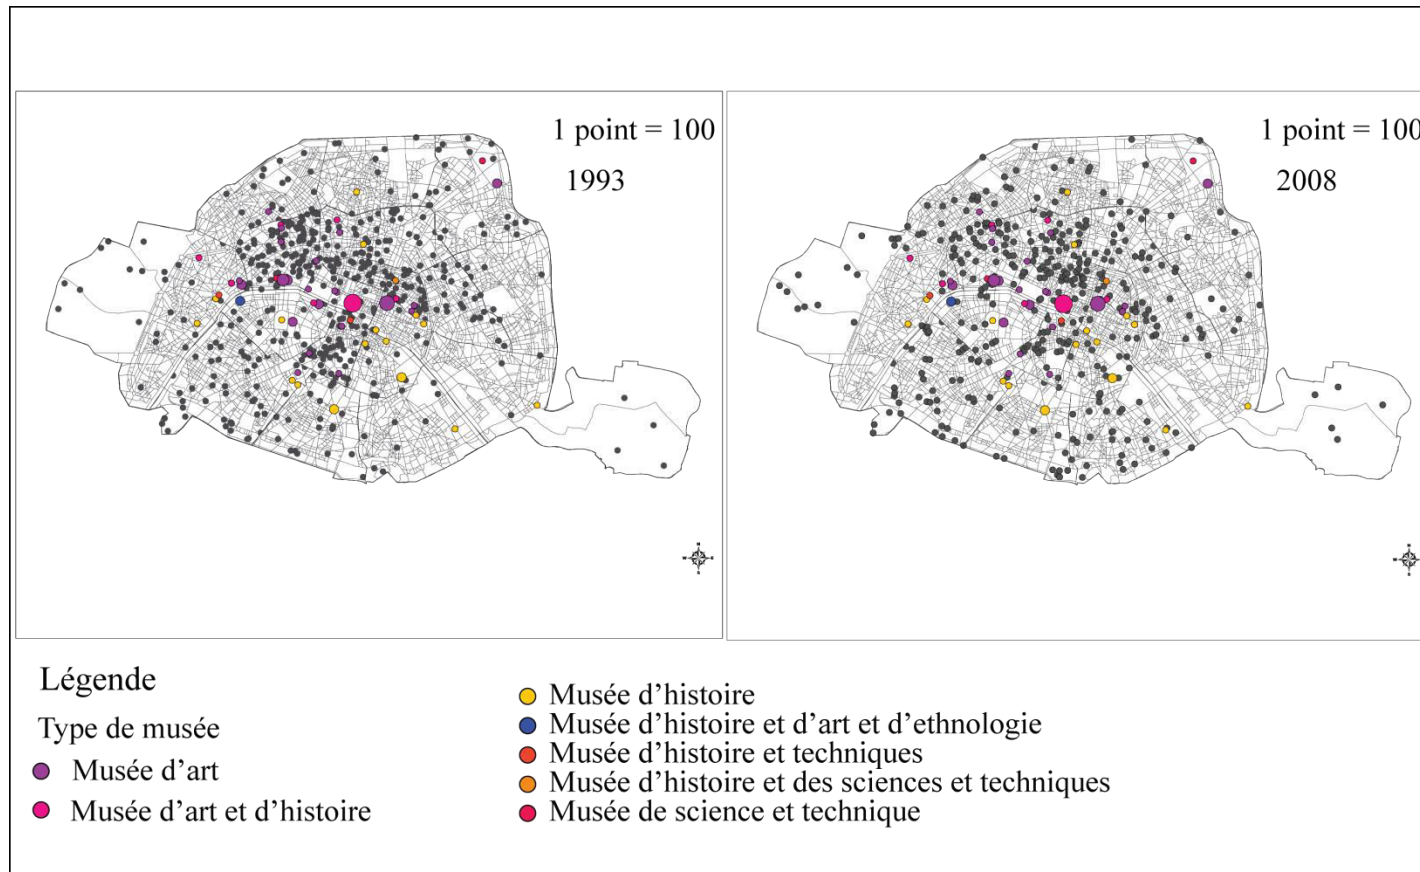 1 point = 100
1993
1 point = 100
2008
Légende
Type de musée
Musée d'art
Musée d'art et d'histoire
Musée d'histoire
Musée d'histoire et d'art et d'ethnologie
Musée d'histoire et techniques
Musée d'histoire et des sciences et techniques
Musée de science et technique